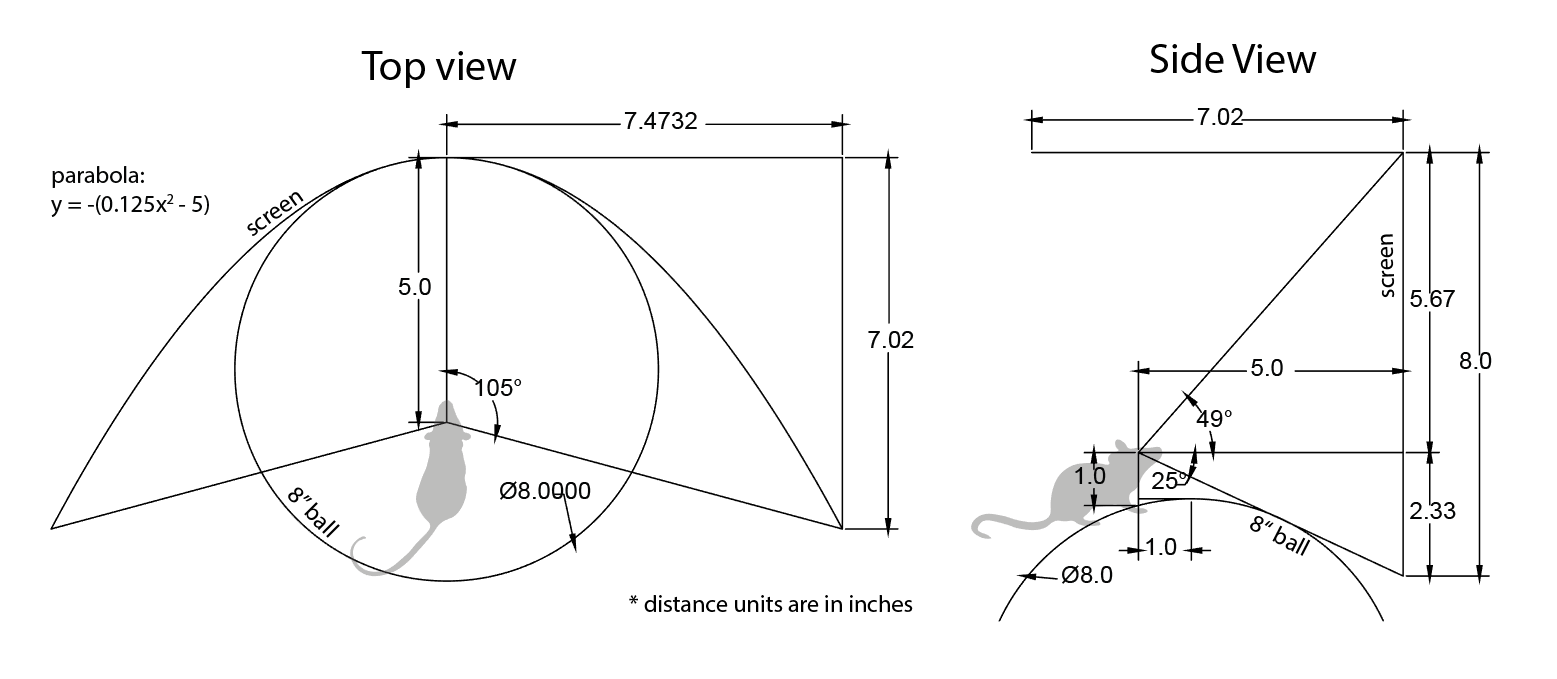 Top view
Side View
7.4732
7.02
parabola:
y = -(0.125x² - 5)
screen
screen
5.0
5.67
7.02
5.0
8.0
105°
49°
1.0
25°
8″ ball
Ø8.0000
2.33
8″ ball
1.0
Ø8.0
* distance units are in inches